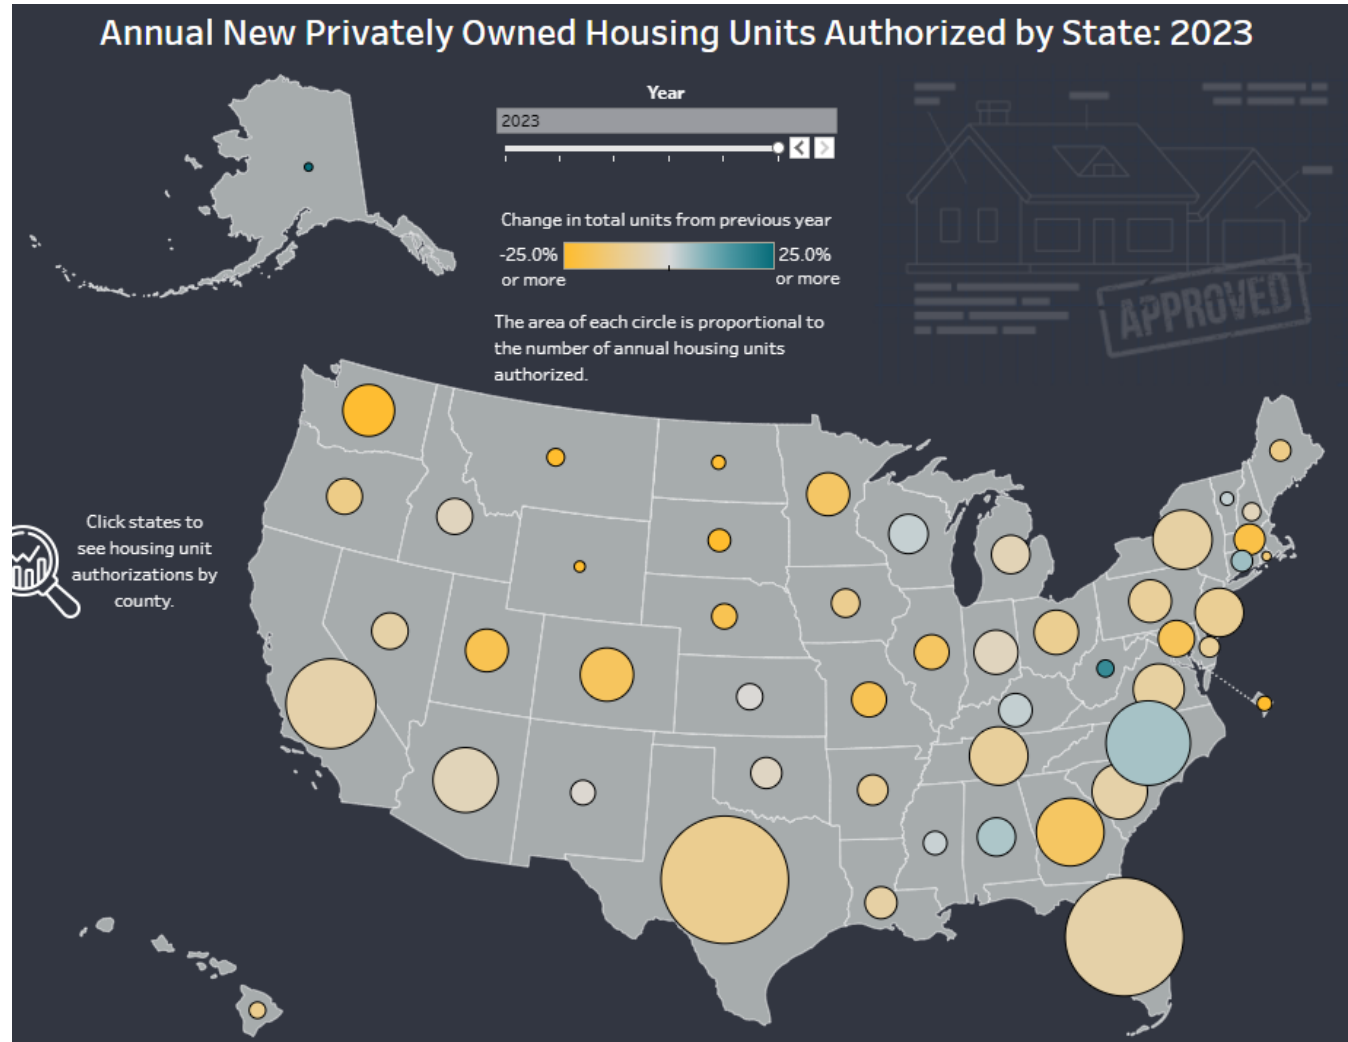 Annual New Privately Owned Housing Units Authorized by State: 2023
Year
2023
Change in total units from previous year
-25.0%
or more
25.0%
or more
The area of each circle is proportional to
the number of annual housing units
authorized.
APPROVED
Click states to
see housing unit
authorizations by
county.